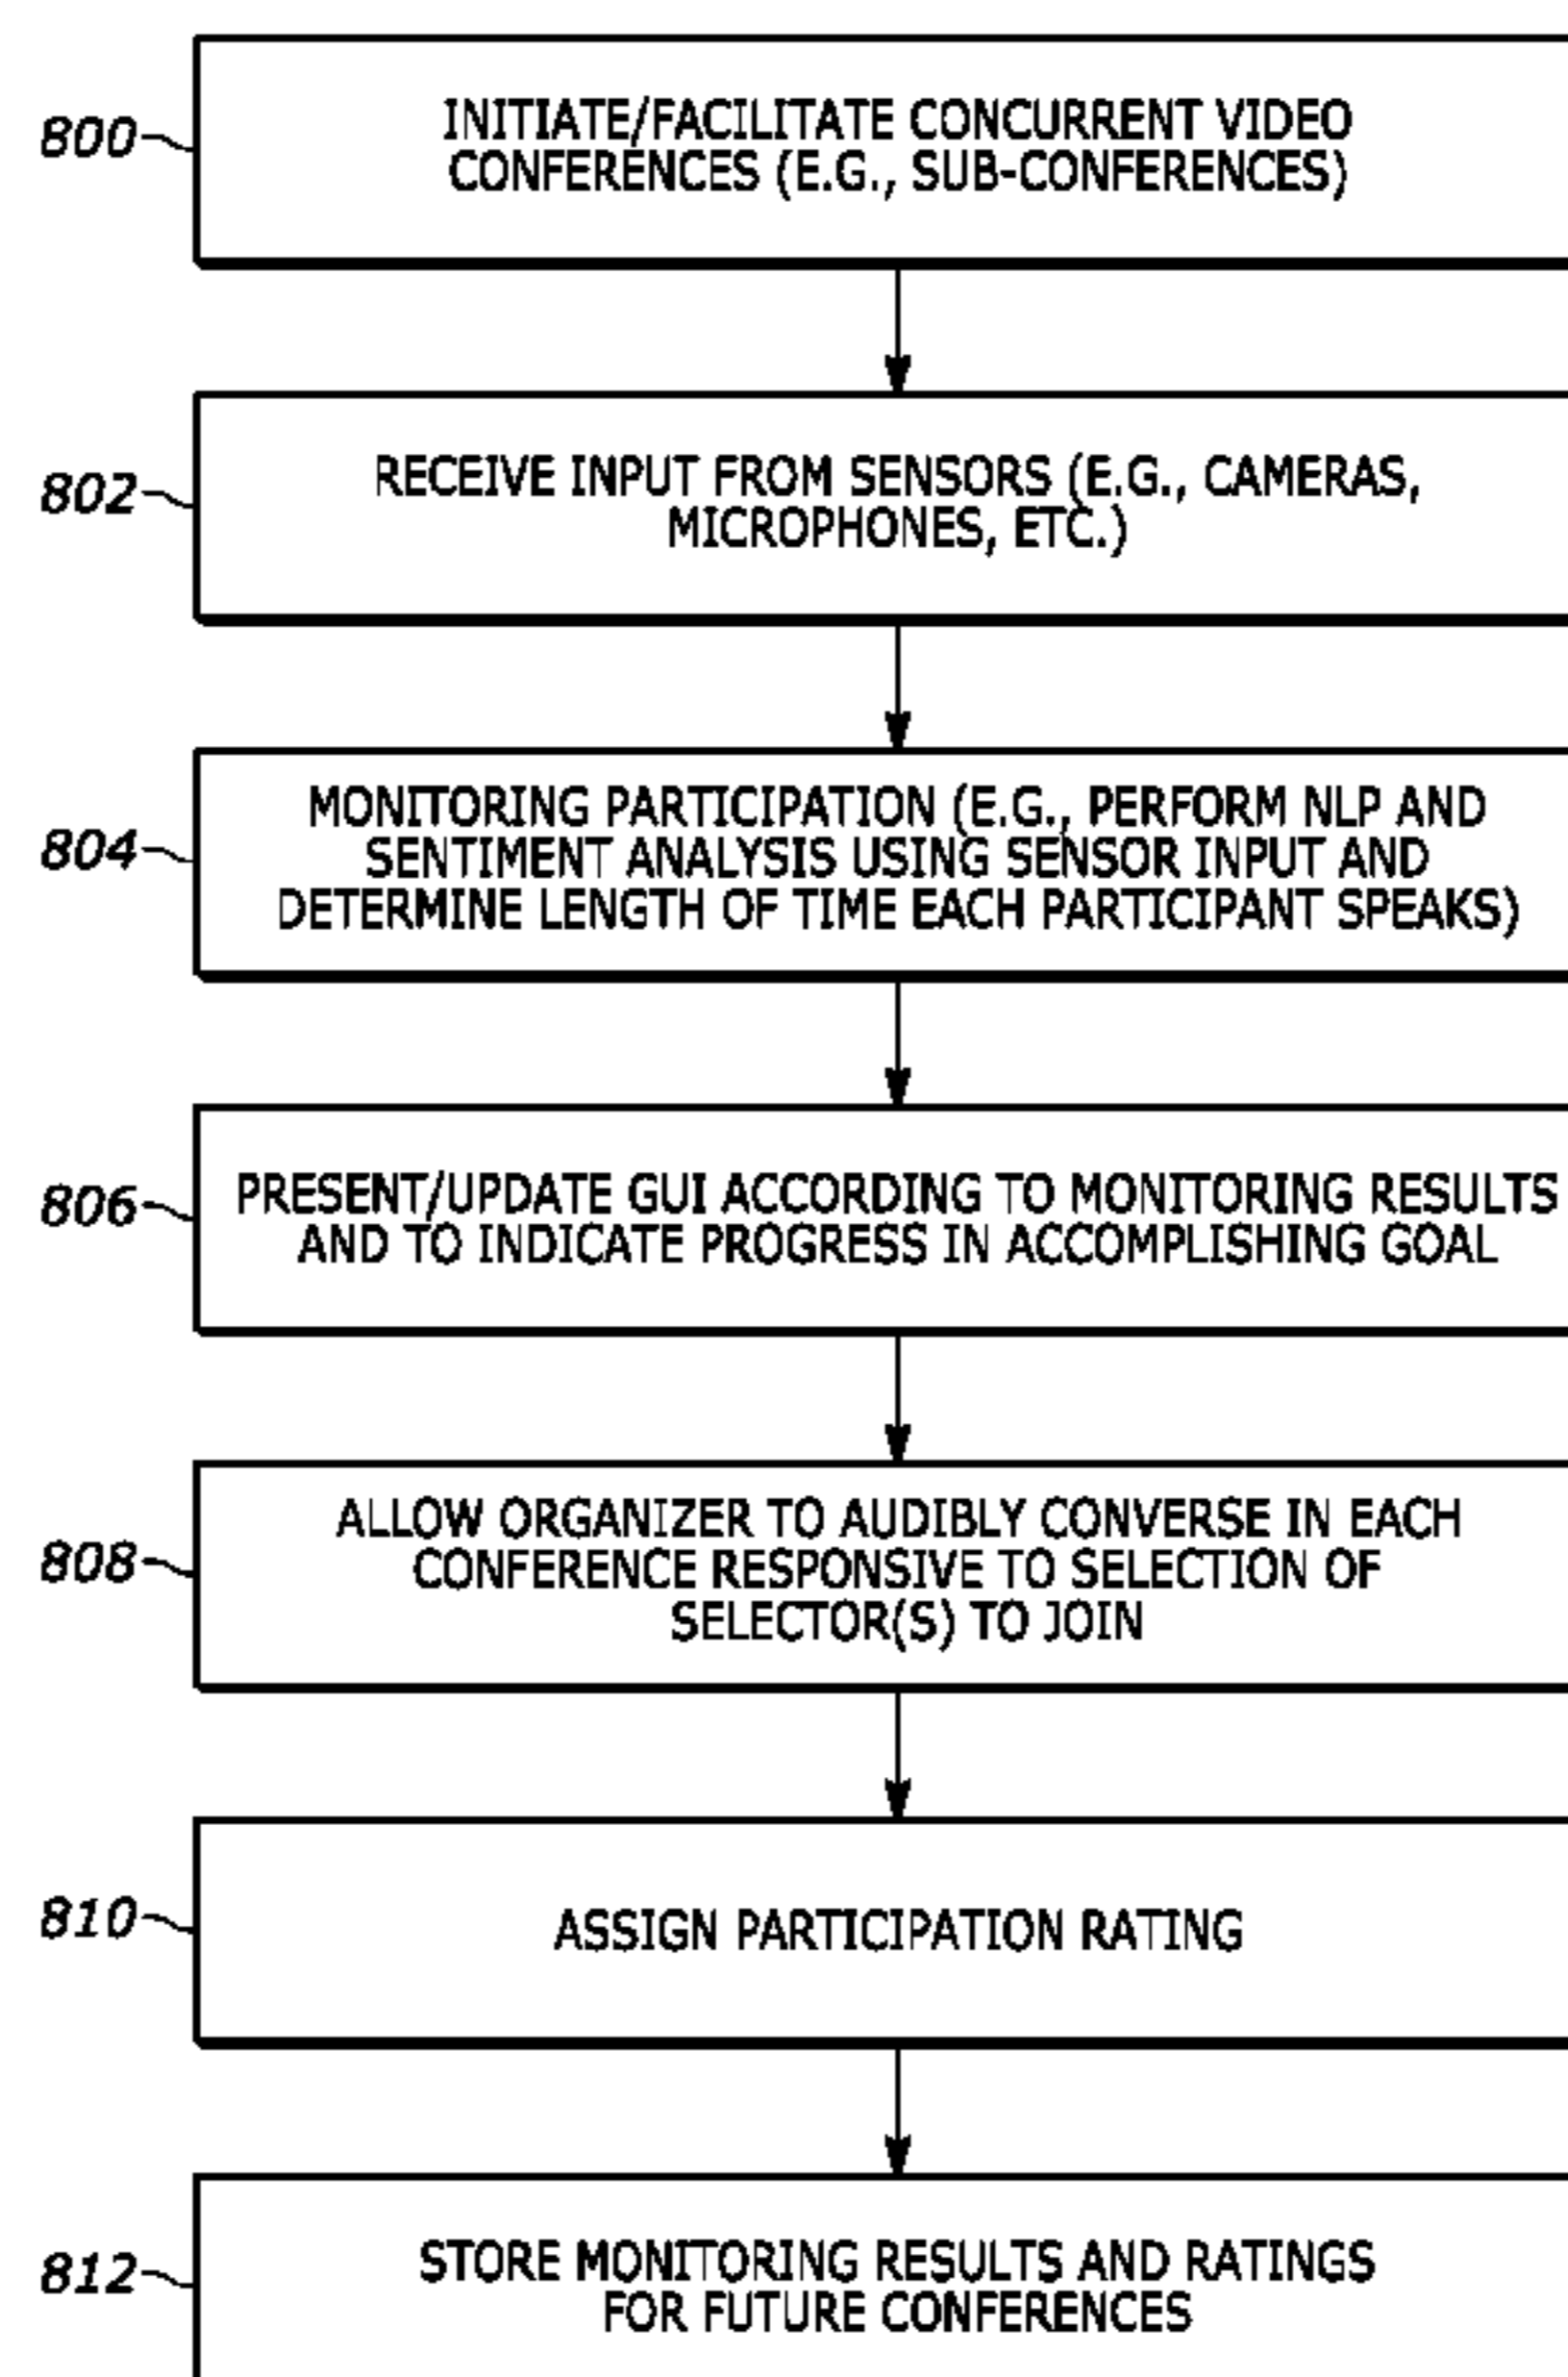 800
INITIATE/FACILITATE CONCURRENT VIDEO
CONFERENCES (E.G., SUB-CONFERENCES)
802
RECEIVE INPUT FROM SENSORS (E.G., CAMERAS,
MICROPHONES, ETC.)
804
MONITORING PARTICIPATION (E.G., PERFORM NLP AND
SENTIMENT ANALYSIS USING SENSOR INPUT AND
DETERMINE LENGTH OF TIME EACH PARTICIPANT SPEAKS)
806
PRESENT/UPDATE GUI ACCORDING TO MONITORING RESULTS
AND TO INDICATE PROGRESS IN ACCOMPLISHING GOAL
808
ALLOW ORGANIZER TO AUDIBLY CONVERSE IN EACH
CONFERENCE RESPONSIVE TO SELECTION OF
SELECTOR(S) TO JOIN
810
ASSIGN PARTICIPATION RATING
812
STORE MONITORING RESULTS AND RATINGS
FOR FUTURE CONFERENCES